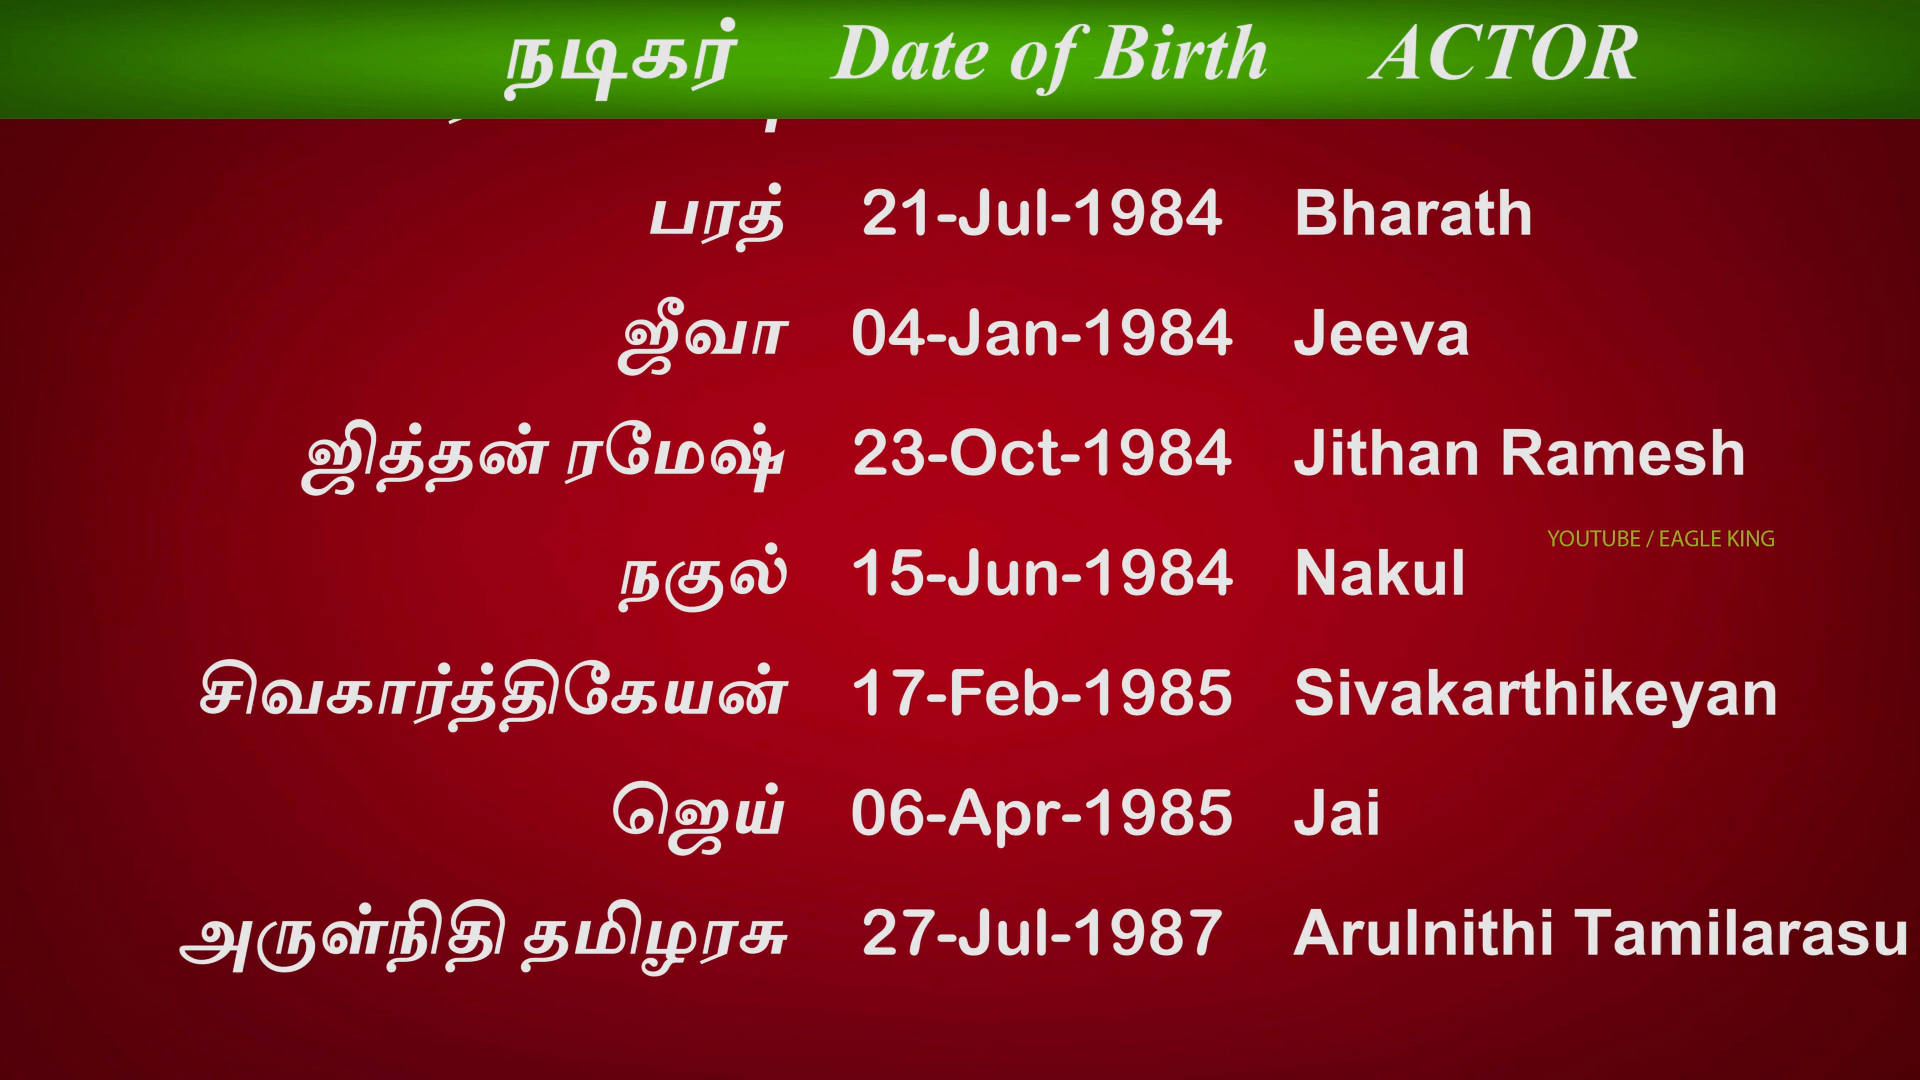 நடிகர் Date of Birth ACTOR
பரத் 21-Jul-1984 Bharath
ஜீவா 04-Jan-1984 Jeeva
ஜித்தன் ரமேஷ் 23-Oct-1984 Jithan Ramesh
YOUTUBE / EAGLE KING
நகுல் 15-Jun-1984 Nakul
சிவகார்த்திகேயன் 17-Feb-1985 Sivakarthikeyan
ஜெய் 06-Apr-1985 Jai
அருள்நிதி தமிழரசு 27-Jul-1987 Arulnithi Tamilarasu